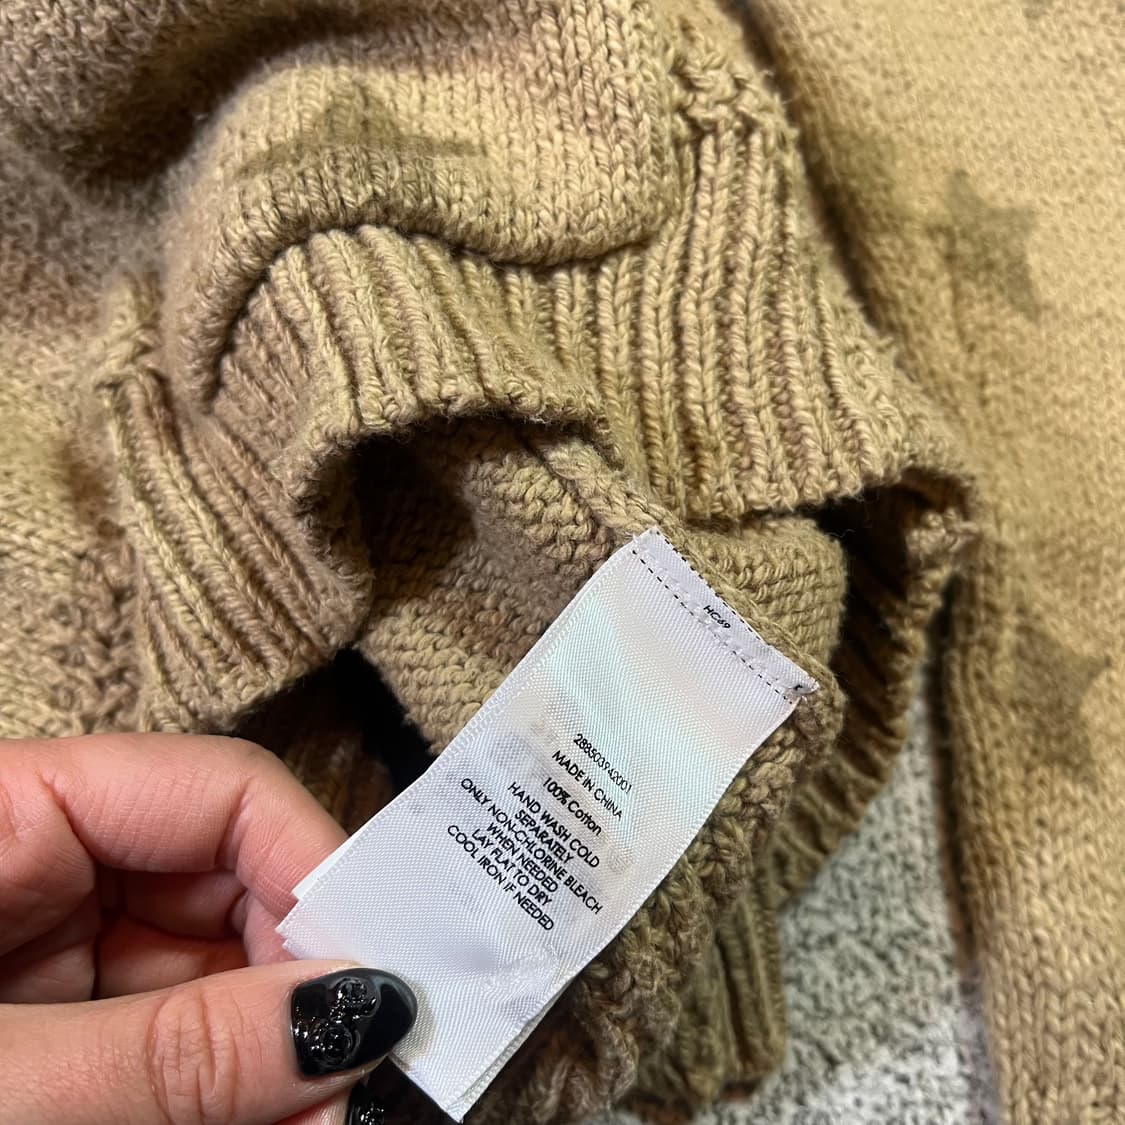 HC69
288503942001
MADE IN CHINA
100% Cotton
HAND WASH COLD
SEPARATELY
ONLY NON-CHLORINE BLEACH
WHEN NEEDED
LAY FLAT TO DRY
COOL IRON IF NEEDED